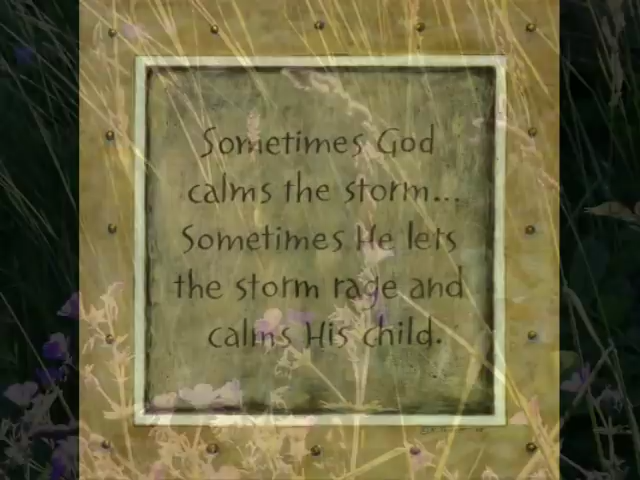 Sometimes God
calms the storm...
Sometimes He lets
the storm rage and
calms His child.